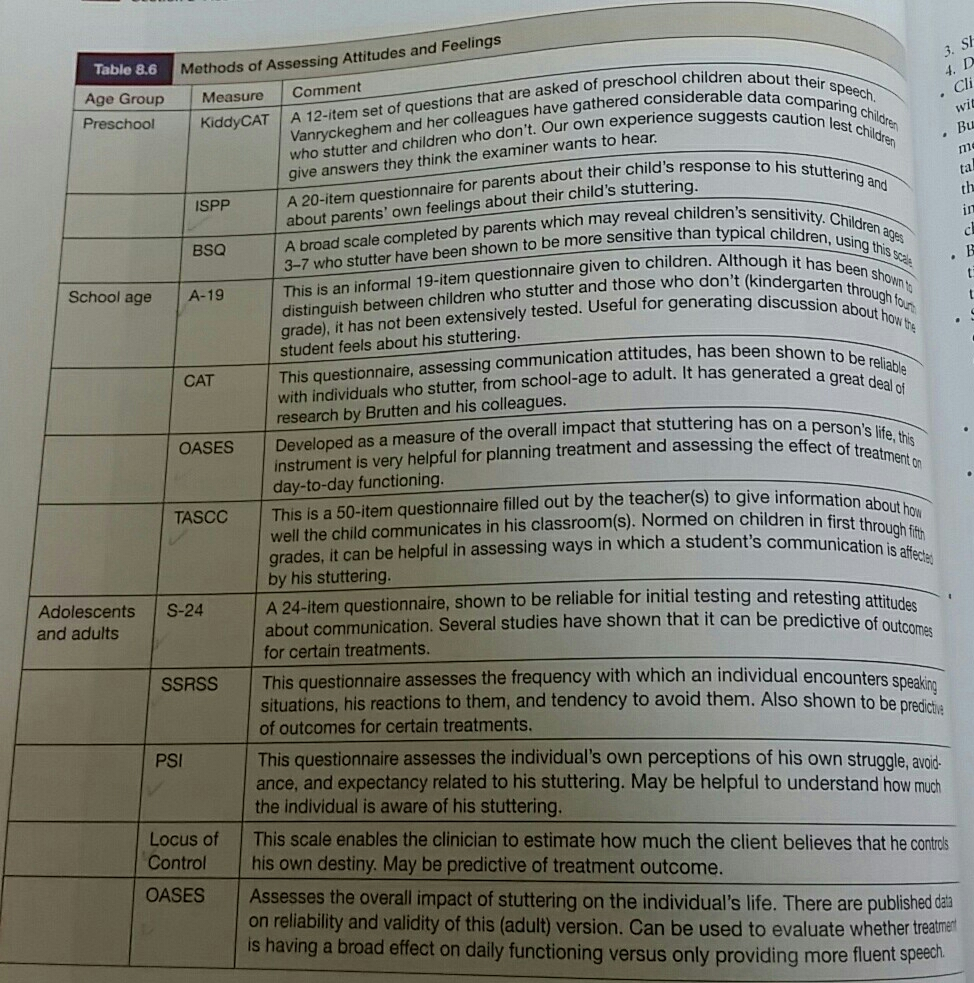 Table 8.6 Methods of Assessing Attitudes and Feelings
Age Group Measure Comment
Preschool KiddyCAT A 12-item set of questions that are asked of preschool children about their speech.
Vanryckeghem and her colleagues have gathered considerable data comparing children
who stutter and children who don't. Our own experience suggests caution lest children
give answers they think the examiner wants to hear.
ISPP A 20-item questionnaire for parents about their child's response to his stuttering and
about parents' own feelings about their child's stuttering.
BSQ A broad scale completed by parents which may reveal children's sensitivity. Children ages
3–7 who stutter have been shown to be more sensitive than typical children, using this scale.
School age A-19 This is an informal 19-item questionnaire given to children. Although it has been shown to
distinguish between children who stutter and those who don't (kindergarten through fourth
grade), it has not been extensively tested. Useful for generating discussion about how the
student feels about his stuttering.
CAT This questionnaire, assessing communication attitudes, has been shown to be reliable
with individuals who stutter, from school-age to adult. It has generated a great deal of
research by Brutten and his colleagues.
OASES Developed as a measure of the overall impact that stuttering has on a person's life, this
instrument is very helpful for planning treatment and assessing the effect of treatment on
day-to-day functioning.
TASCC This is a 50-item questionnaire filled out by the teacher(s) to give information about how
well the child communicates in his classroom(s). Normed on children in first through fifth
grades, it can be helpful in assessing ways in which a student's communication is affected
by his stuttering.
Adolescents and adults S-24 A 24-item questionnaire, shown to be reliable for initial testing and retesting attitudes
about communication. Several studies have shown that it can be predictive of outcomes
for certain treatments.
SSRSS This questionnaire assesses the frequency with which an individual encounters speaking
situations, his reactions to them, and tendency to avoid them. Also shown to be predictive
of outcomes for certain treatments.
PSI This questionnaire assesses the individual's own perceptions of his own struggle, avoid-
ance, and expectancy related to his stuttering. May be helpful to understand how much
the individual is aware of his stuttering.
Locus of Control This scale enables the clinician to estimate how much the client believes that he controls
his own destiny. May be predictive of treatment outcome.
OASES Assesses the overall impact of stuttering on the individual's life. There are published data
on reliability and validity of this (adult) version. Can be used to evaluate whether treatment
is having a broad effect on daily functioning versus only providing more fluent speech.
3.
4.